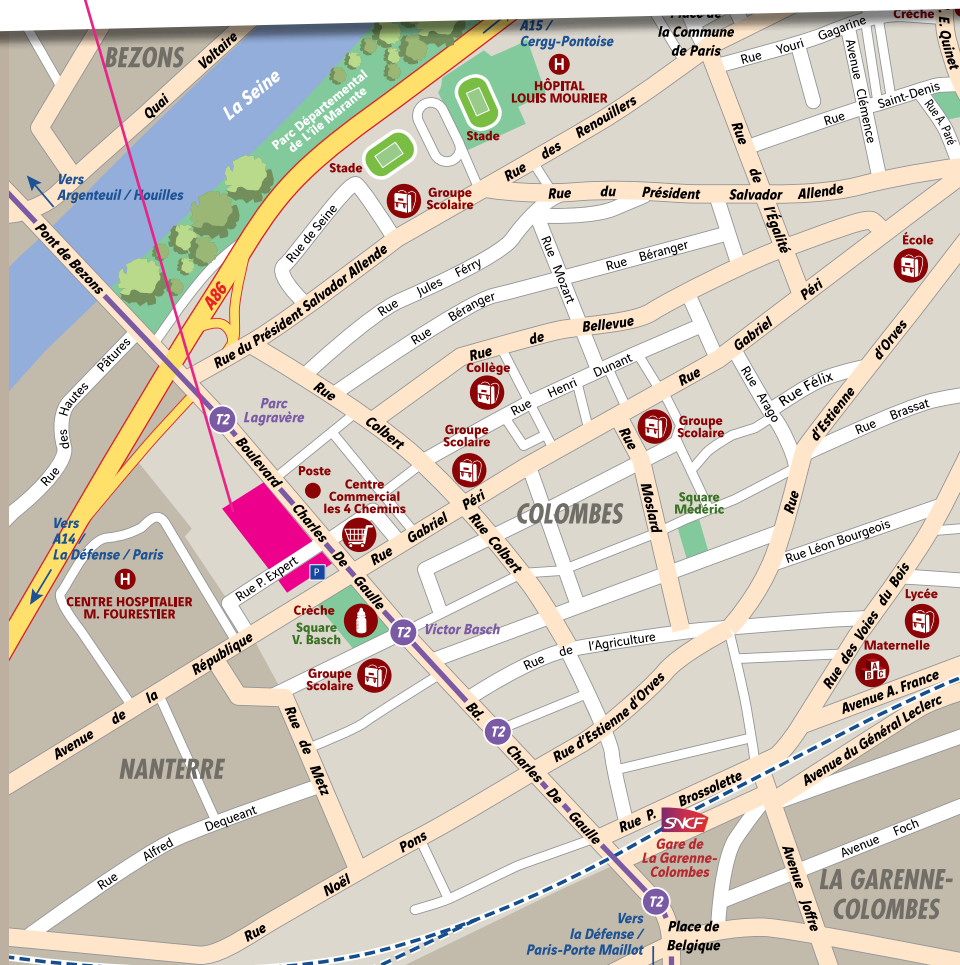 BEZONS
Quai Voltaire
La Seine
Parc Départemental
de L'île Marante
A15 /
Cergy-Pontoise
H
HÔPITAL
LOUIS MOURIER
la Commune
de Paris
Rue Youri Gagarine
Avenue Clémence
Crèche
E. Quinet
Rue Saint-Denis
Rue A. Paré
Stade
Stade
Rue des Renouillers
Rue de l'Égalité
Vers
Argenteuil / Houilles
Groupe
Scolaire
Rue du Président Salvador Allende
Pont de Bezons
Rue de Seine
A86
Rue du Président Salvador Allende
Rue Jules Férry
Rue Mozart
Rue Béranger
Rue Béranger
École
Rue de Bellevue
Rue Gabriel Péri
Rue d'Estienne d'Orves
Rue des Hautes Pâtures
Rue Colbert
Collège
Rue Henri Dunant
Rue Arago
Rue Félix
Rue Brassat
T2
Parc
Lagravère
Boulevard Charles De Gaulle
Groupe
Scolaire
Rue Moslard
Groupe
Scolaire
Poste
Centre
Commercial
les 4 Chemins
Rue Gabriel Péri
Rue Colbert
COLOMBES
Square
Médéric
Rue Léon Bourgeois
Vers
A14 /
La Défense / Paris
H
CENTRE HOSPITALIER
M. FOURESTIER
Rue P. Expert
P
Crèche
Square
V. Basch
T2
Victor Basch
Lycée
Maternelle
A
B
C
Rue des Voies du Bois
Avenue de la République
Groupe
Scolaire
Rue de l'Agriculture
Avenue A. France
Avenue du Général Leclerc
Rue d'Estienne d'Orves
T2
Bd. Charles De Gaulle
Rue de Metz
NANTERRE
Rue Alfred Dequeant
Rue Noël Pons
Rue P. Brossolette
SNCF
Gare de
La Garenne-
Colombes
Avenue Foch
Avenue Joffre
LA GARENNE-
COLOMBES
T2
Vers
la Défense /
Paris-Porte Maillot
Place de
Belgique